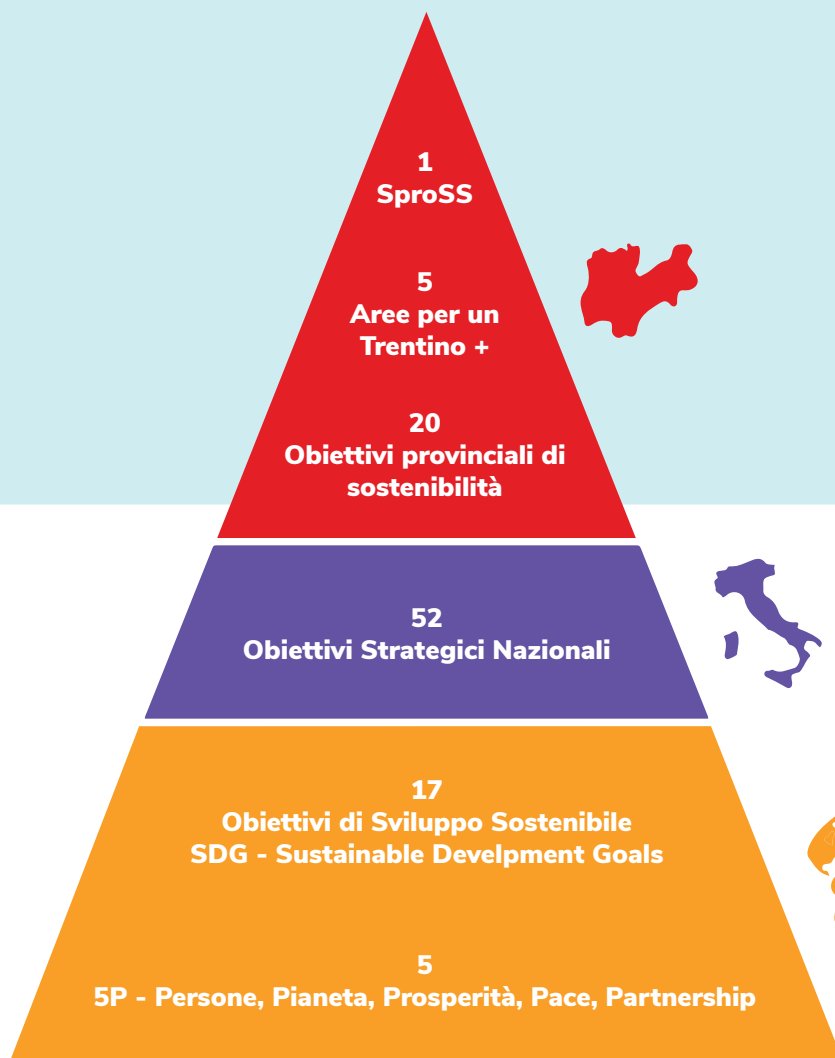 1
SproSS
5
Aree per un
Trentino +
20
Obiettivi provinciali di
sostenibilità
52
Obiettivi Strategici Nazionali
17
Obiettivi di Sviluppo Sostenibile
SDG - Sustainable Develpment Goals
5
5P - Persone, Pianeta, Prosperità, Pace, Partnership